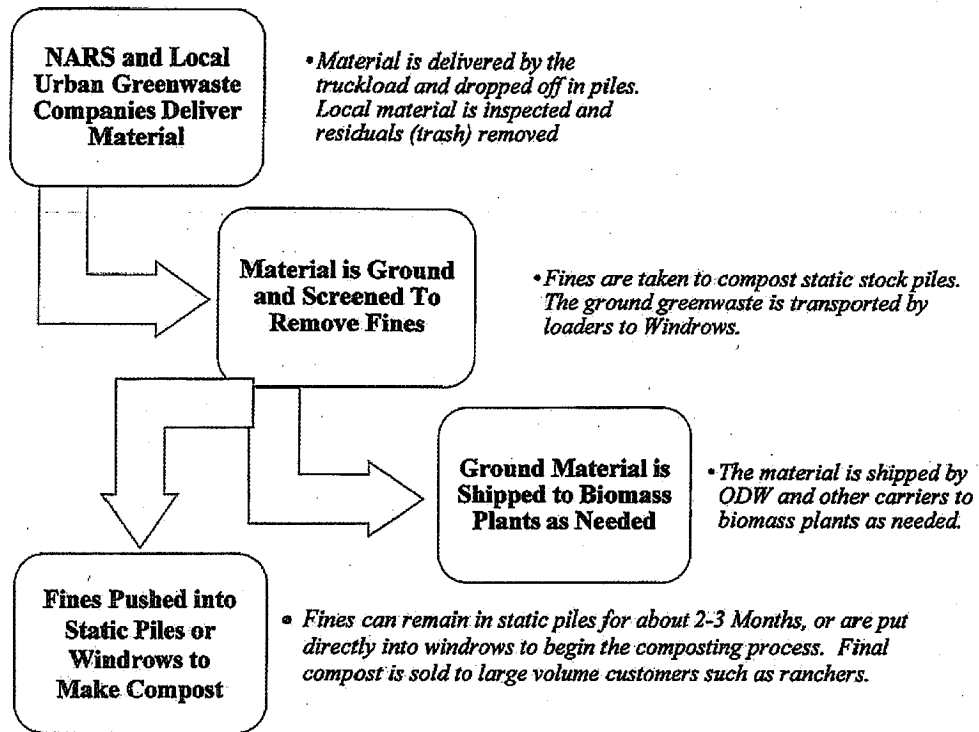 NARS and Local
Urban Greenwaste
Companies Deliver
Material
• Material is delivered by the
truckload and dropped off in piles.
Local material is inspected and
residuals (trash) removed
Material is Ground
and Screened To
Remove Fines
• Fines are taken to compost static stock piles.
The ground greenwaste is transported by
loaders to Windrows.
Ground Material is
Shipped to Biomass
Plants as Needed
• The material is shipped by
ODW and other carriers to
biomass plants as needed.
Fines Pushed into
Static Piles or
Windrows to
Make Compost
• Fines can remain in static piles for about 2-3 Months, or are put
directly into windrows to begin the composting process. Final
compost is sold to large volume customers such as ranchers.